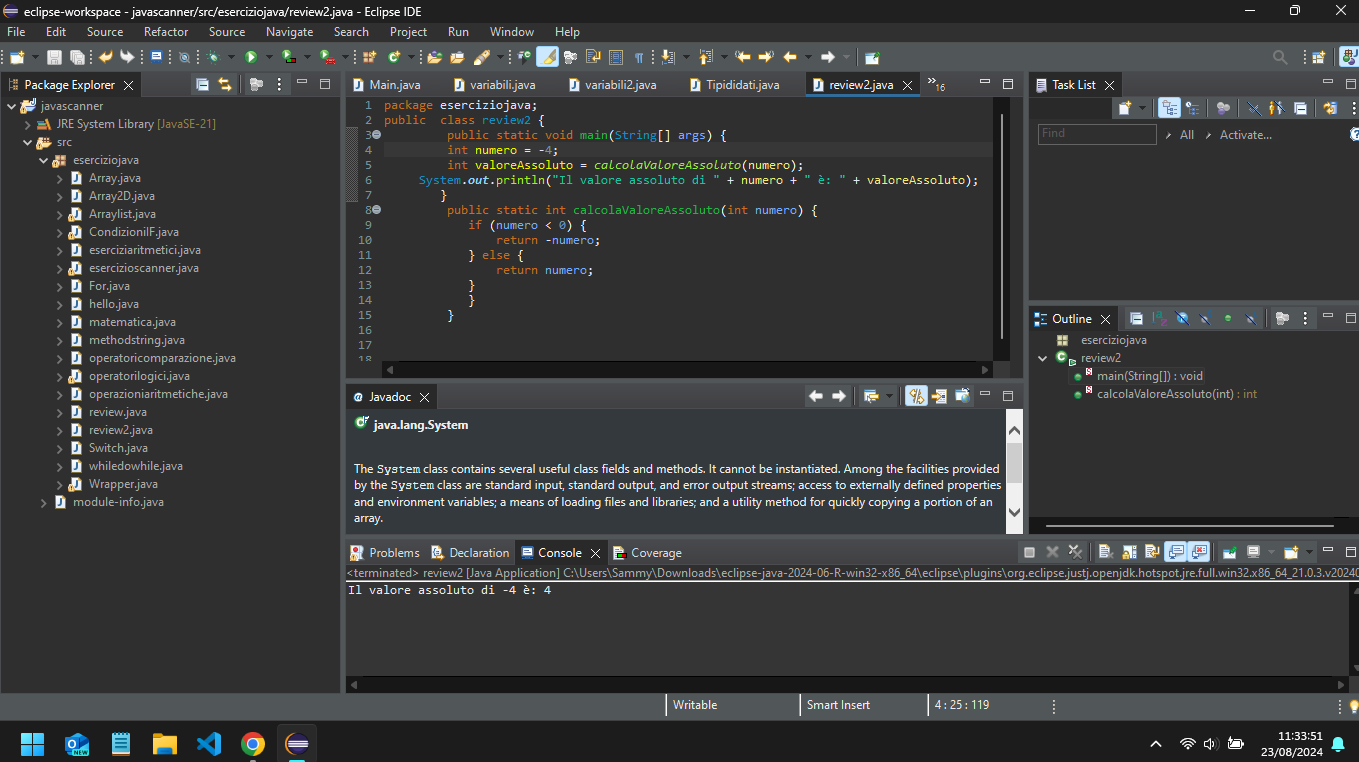 eclipse-workspace - javascanner/src/eserciziojava/review2.java - Eclipse IDE
File Edit Source Refactor Source Navigate Search Project Run Window Help
Package Explorer
javascanner
JRE System Library [JavaSE-21]
src
eserciziojava
Array.java
Array2D.java
Arraylist.java
CondizioniIF.java
eserciziaritmetici.java
esercizioscanner.java
For.java
hello.java
matematica.java
methodstring.java
operatoricomparazione.java
operatorilogici.java
operazioniaritmetiche.java
review.java
review2.java
Switch.java
whiledowhile.java
Wrapper.java
module-info.java
Main.java variabili.java variabili2.java Tipididati.java review2.java »16
1 package eserciziojava;
2 public  class review2 {
3 public static void main(String[] args) {
4 int numero = -4;
5 int valoreAssoluto = calcolaValoreAssoluto(numero);
6 System.out.println("Il valore assoluto di " + numero + " è: " + valoreAssoluto);
7 }
8 public static int calcolaValoreAssoluto(int numero) {
9 if (numero < 0) {
10 return -numero;
11 } else {
12 return numero;
13 }
14 }
15 }
16
17
18
Javadoc
java.lang.System
The System class contains several useful class fields and methods. It cannot be instantiated. Among the facilities provided
by the System class are standard input, standard output, and error output streams; access to externally defined properties
and environment variables; a means of loading files and libraries; and a utility method for quickly copying a portion of an
array.
Problems Declaration Console Coverage
<terminated> review2 [Java Application] C:\Users\Sammy\Downloads\eclipse-java-2024-06-R-win32-x86_64\eclipse\plugins\org.eclipse.justj.openjdk.hotspot.jre.full.win32.x86_64_21.0.3.v20240
Il valore assoluto di -4 è: 4
Task List
Find All Activate...
Outline
eserciziojava
review2
main(String[]) : void
calcolaValoreAssoluto(int) : int
Writable Smart Insert 4 : 25 : 119
NEW
11:33:51
23/08/2024